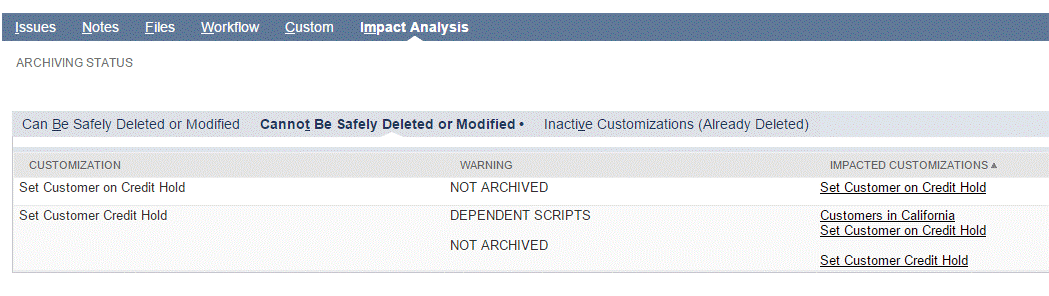 Issues Notes Files Workflow Custom Impact Analysis
ARCHIVING STATUS
Can Be Safely Deleted or Modified Cannot Be Safely Deleted or Modified • Inactive Customizations (Already Deleted)
CUSTOMIZATION WARNING IMPACTED CUSTOMIZATIONS ▲
Set Customer on Credit Hold NOT ARCHIVED Set Customer on Credit Hold
Set Customer Credit Hold DEPENDENT SCRIPTS Customers in California
Set Customer on Credit Hold
NOT ARCHIVED
Set Customer Credit Hold